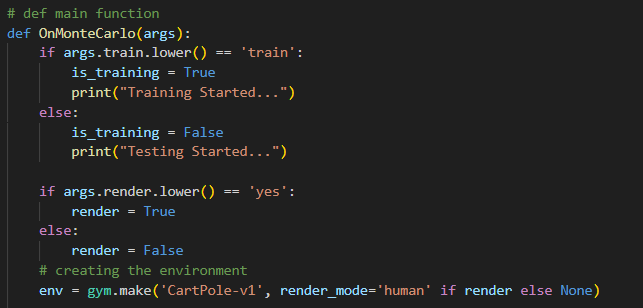 # def main function
def OnMonteCarlo(args):
    if args.train.lower() == 'train':
        is_training = True
        print("Training Started...")
    else:
        is_training = False
        print("Testing Started...")

    if args.render.lower() == 'yes':
        render = True
    else:
        render = False
    # creating the environment
    env = gym.make('CartPole-v1', render_mode='human' if render else None)